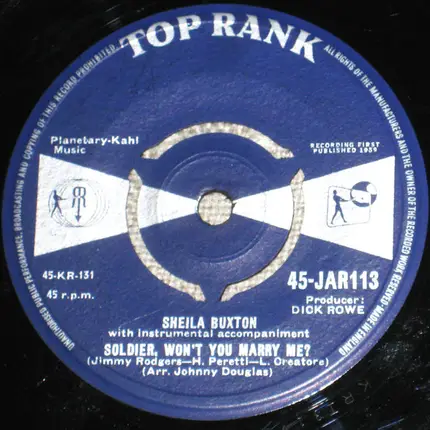 TOP RANK
UNAUTHORISED PUBLIC PERFORMANCE, BROADCASTING AND COPYING OF THIS RECORD PROHIBITED
ALL RIGHTS OF THE MANUFACTURERS AND THE OWNER OF THE RECORDED WORK RESERVED · MADE IN ENGLAND
Planetary-Kahl
Music
RECORDING FIRST
PUBLISHED 1959
45-KR-131
45 r.p.m.
45-JAR113
Producer:
DICK ROWE
SHEILA BUXTON
with instrumental accompaniment
SOLDIER, WON'T YOU MARRY ME?
(Jimmy Rodgers—H. Peretti—L. Creatore)
(Arr. Johnny Douglas)